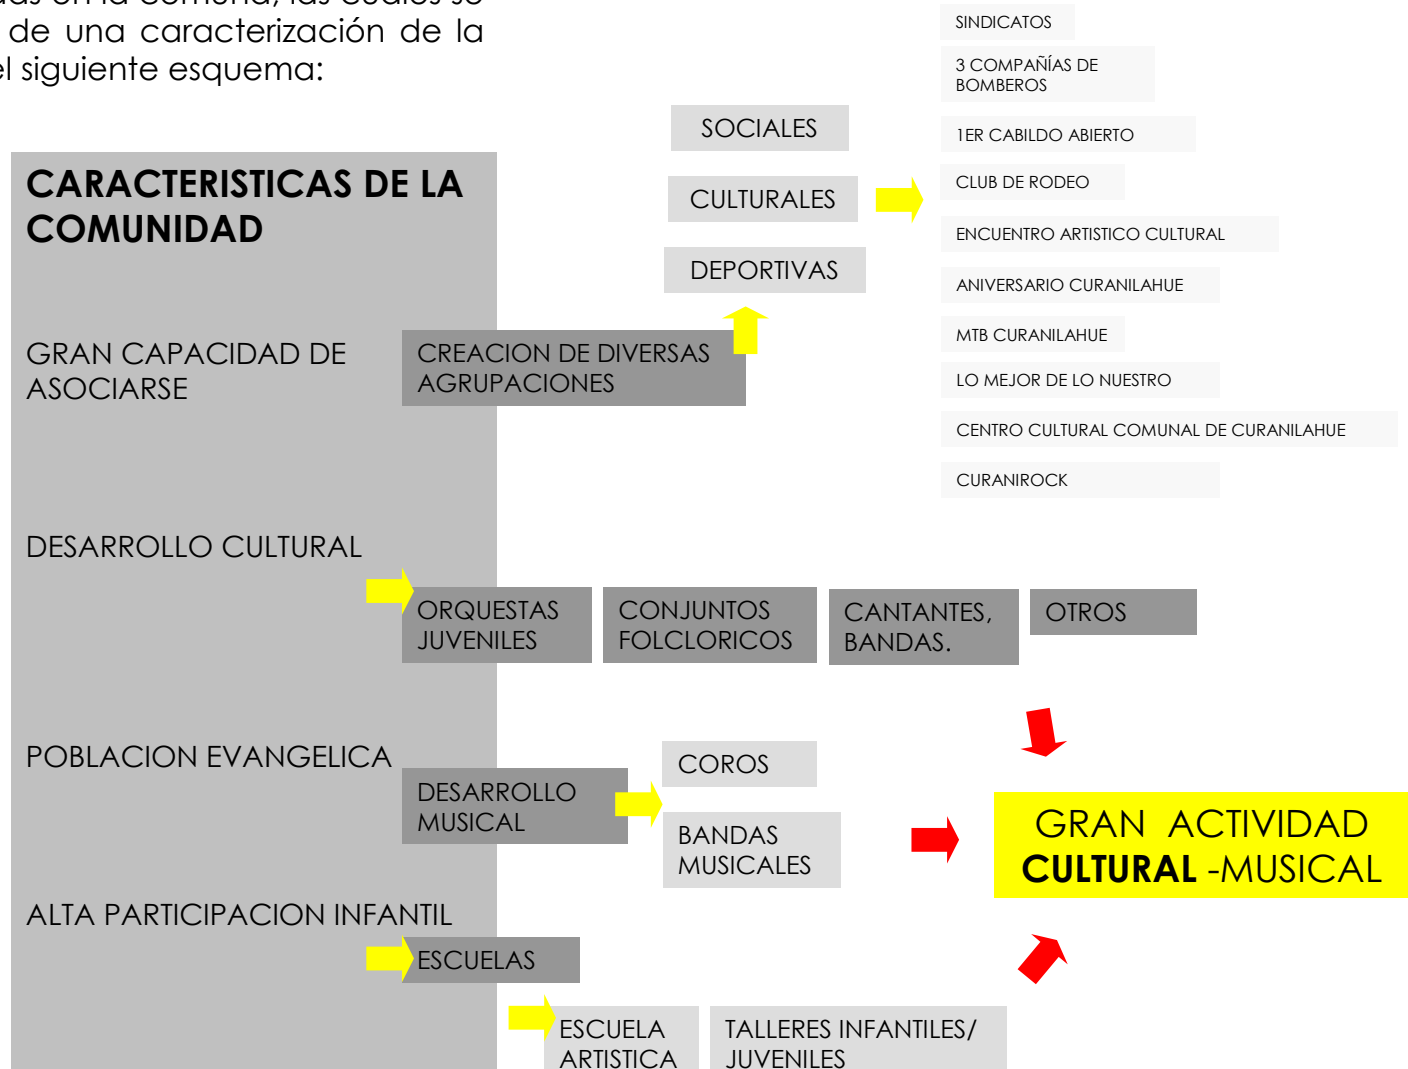 de una caracterización de la
el siguiente esquema:
CARACTERISTICAS DE LA
COMUNIDAD
GRAN CAPACIDAD DE
ASOCIARSE
CREACION DE DIVERSAS
AGRUPACIONES
SOCIALES
CULTURALES
DEPORTIVAS
SINDICATOS
3 COMPAÑÍAS DE
BOMBEROS
1ER CABILDO ABIERTO
CLUB DE RODEO
ENCUENTRO ARTISTICO CULTURAL
ANIVERSARIO CURANILAHUE
MTB CURANILAHUE
LO MEJOR DE LO NUESTRO
CENTRO CULTURAL COMUNAL DE CURANILAHUE
CURANIROCK
DESARROLLO CULTURAL
ORQUESTAS
JUVENILES
CONJUNTOS
FOLCLORICOS
CANTANTES,
BANDAS.
OTROS
POBLACION EVANGELICA
DESARROLLO
MUSICAL
COROS
BANDAS
MUSICALES
GRAN ACTIVIDAD
CULTURAL -MUSICAL
ALTA PARTICIPACION INFANTIL
ESCUELAS
ESCUELA
ARTISTICA
TALLERES INFANTILES/
JUVENILES